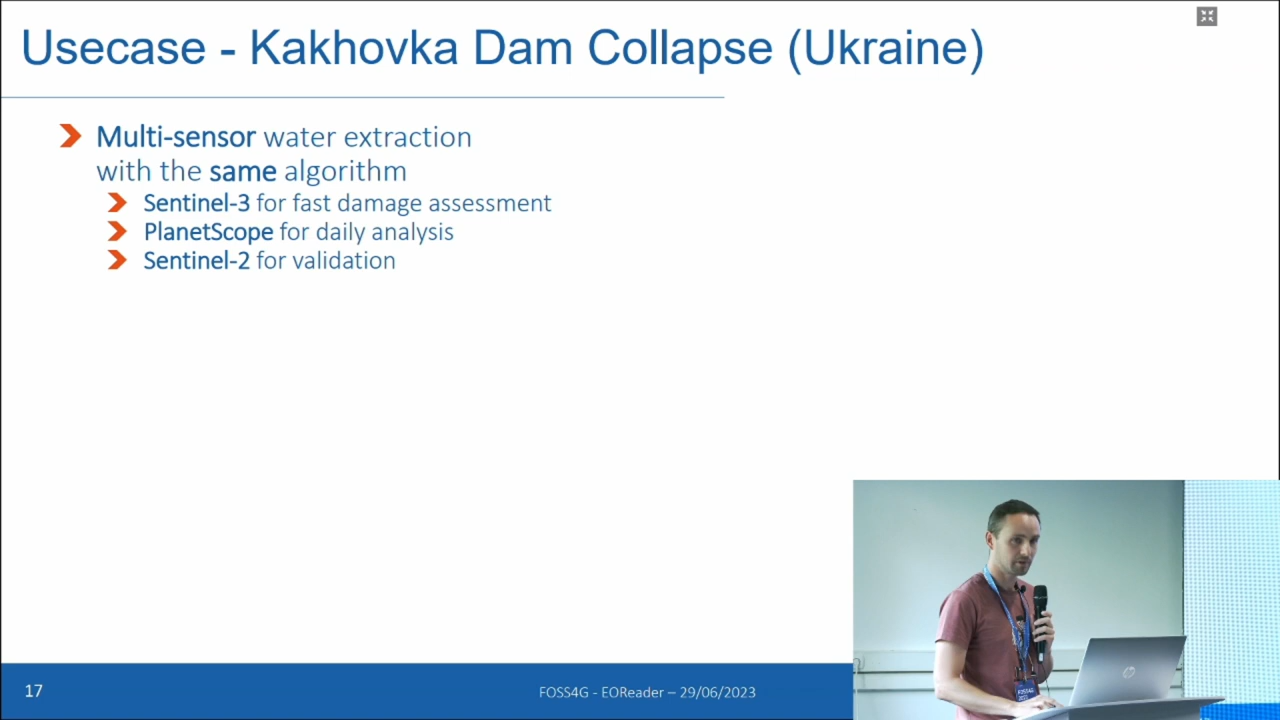 Usecase - Kakhovka Dam Collapse (Ukraine)
Multi-sensor water extraction
with the same algorithm
Sentinel-3 for fast damage assessment
PlanetScope for daily analysis
Sentinel-2 for validation
17
FOSS4G - EOReader – 29/06/2023
FOSS4G